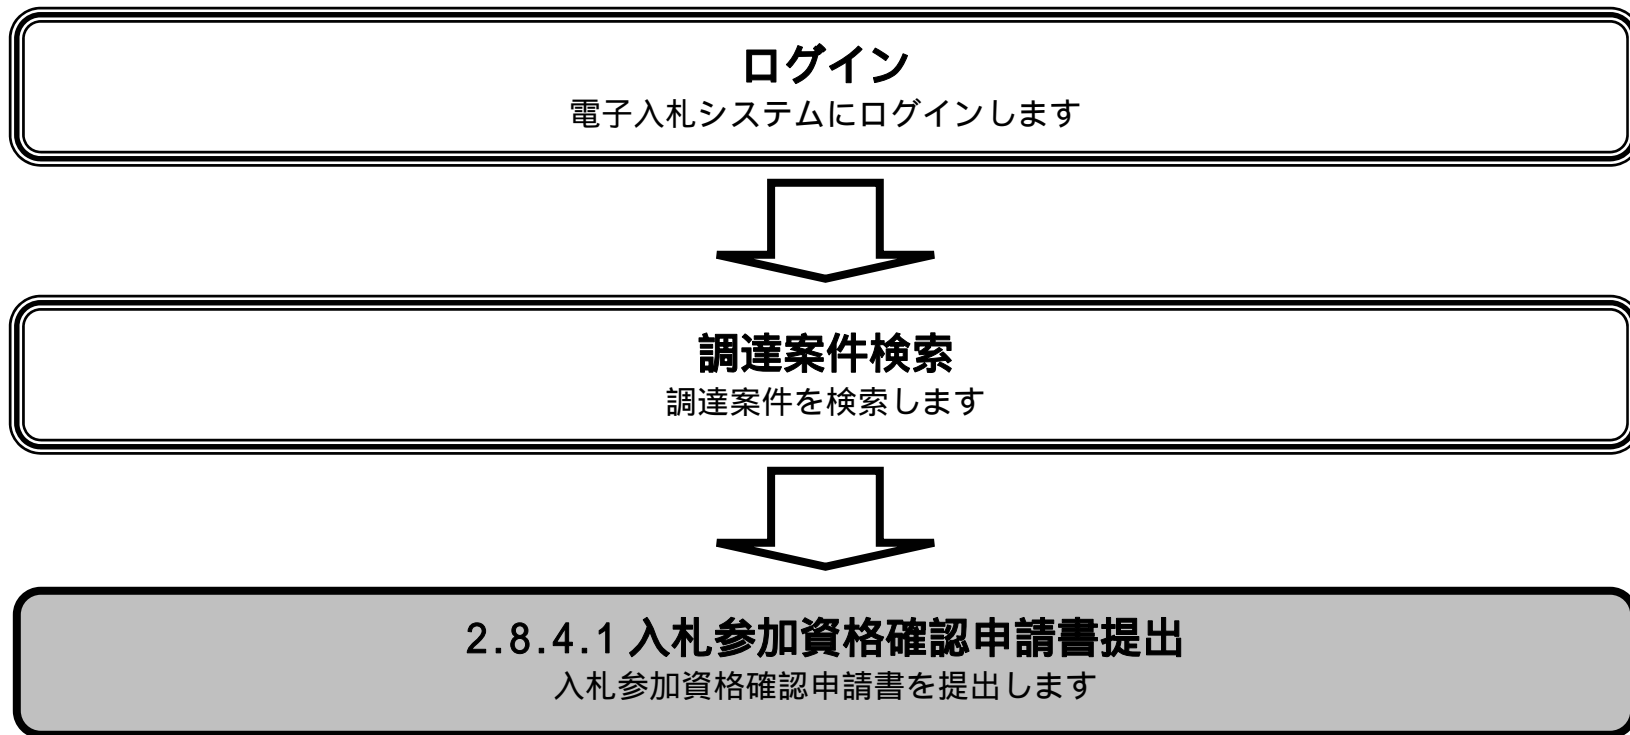 ログイン
電子入札システムにログインします
調達案件検索
調達案件を検索します
2.8.4.1 入札参加資格確認申請書提出
入札参加資格確認申請書を提出します